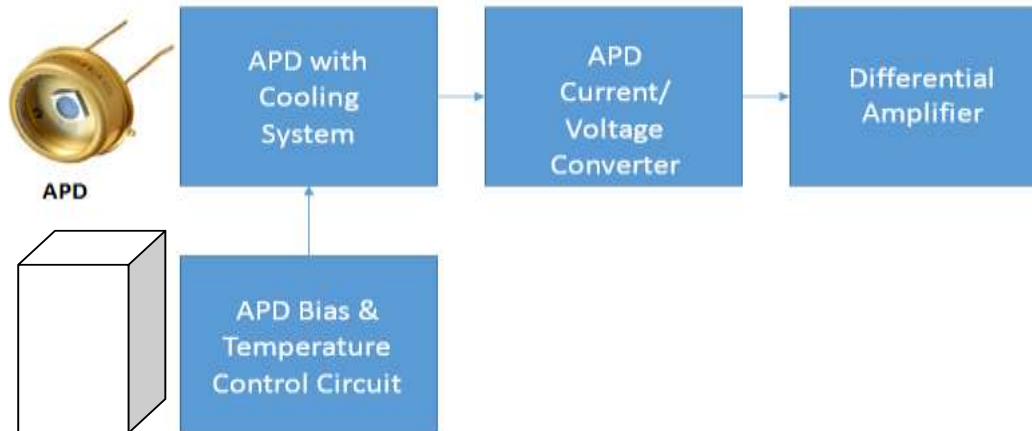 APD with
Cooling
System
APD
Current/
Voltage
Converter
Differential
Amplifier
APD
APD Bias &
Temperature
Control Circuit